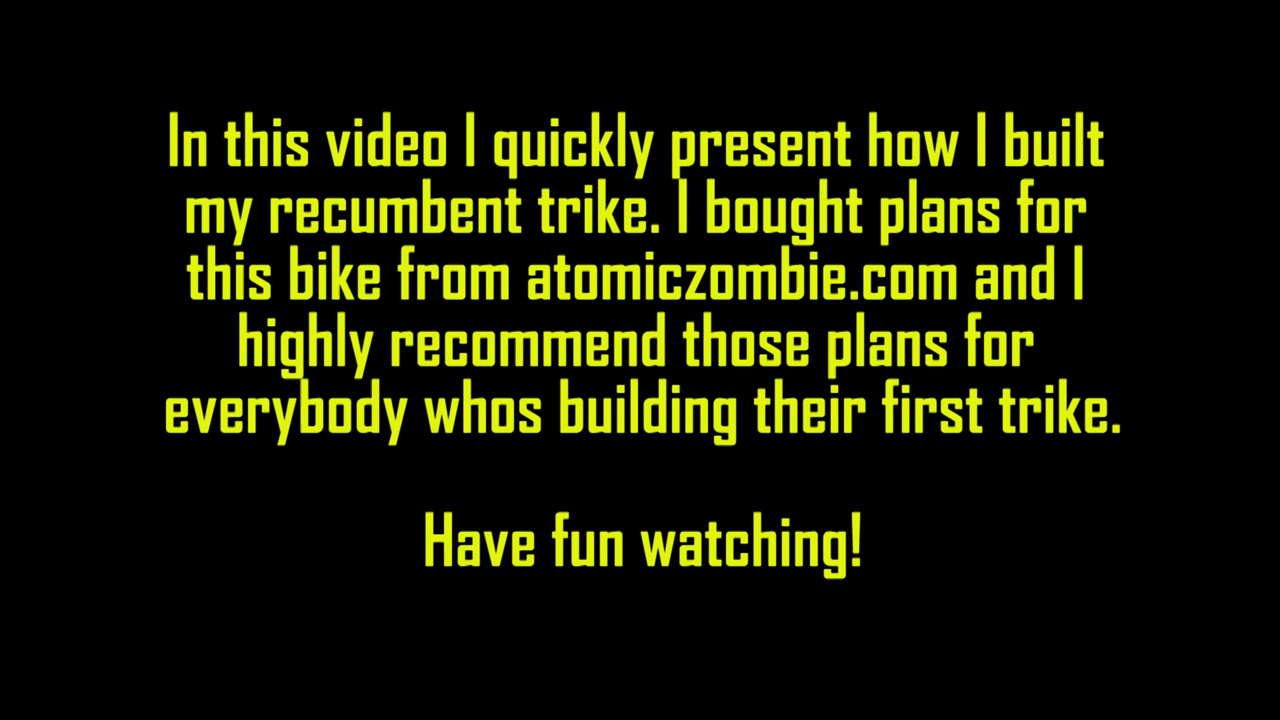 In this video I quickly present how I built
my recumbent trike. I bought plans for
this bike from atomiczombie.com and I
highly recommend those plans for
everybody whos building their first trike.
Have fun watching!